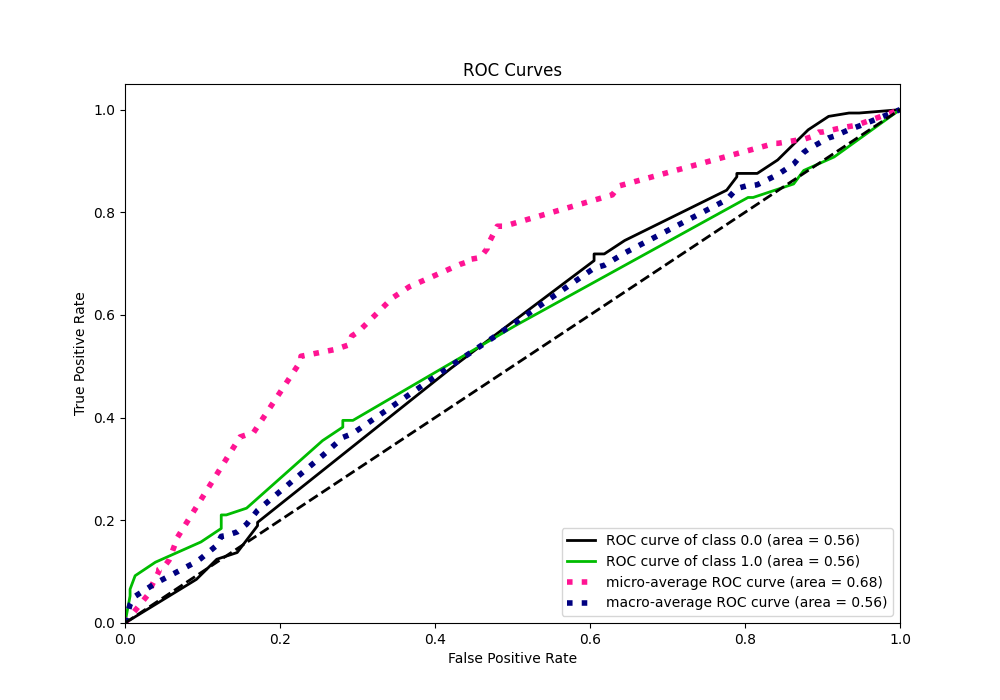 ROC Curves
1.0
0.8
0.6
0.4
0.2
0.0
True Positive Rate
ROC curve of class 0.0 (area = 0.56)
ROC curve of class 1.0 (area = 0.56)
micro-average ROC curve (area = 0.68)
macro-average ROC curve (area = 0.56)
0.0 0.2 0.4 0.6 0.8 1.0
False Positive Rate